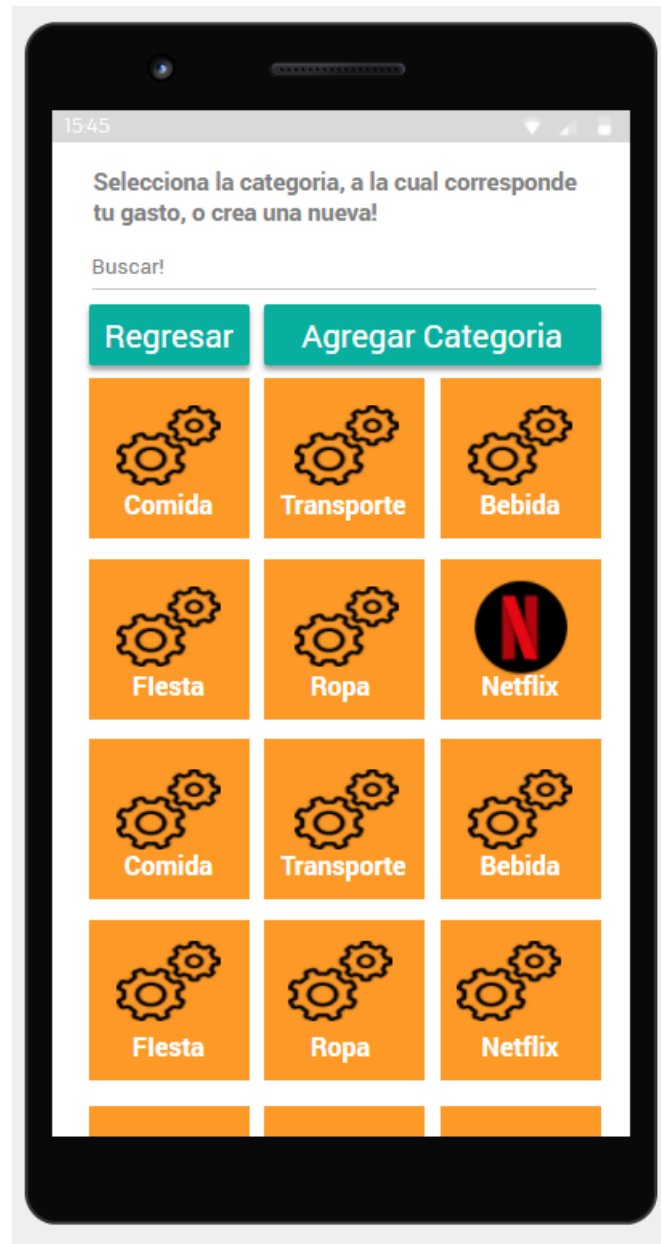 15:45
Selecciona la categoria, a la cual corresponde
tu gasto, o crea una nueva!
Buscar!
Regresar Agregar Categoria
Comida Transporte Bebida
N
FIesta Ropa Netflix
Comida Transporte Bebida
FIesta Ropa Netflix